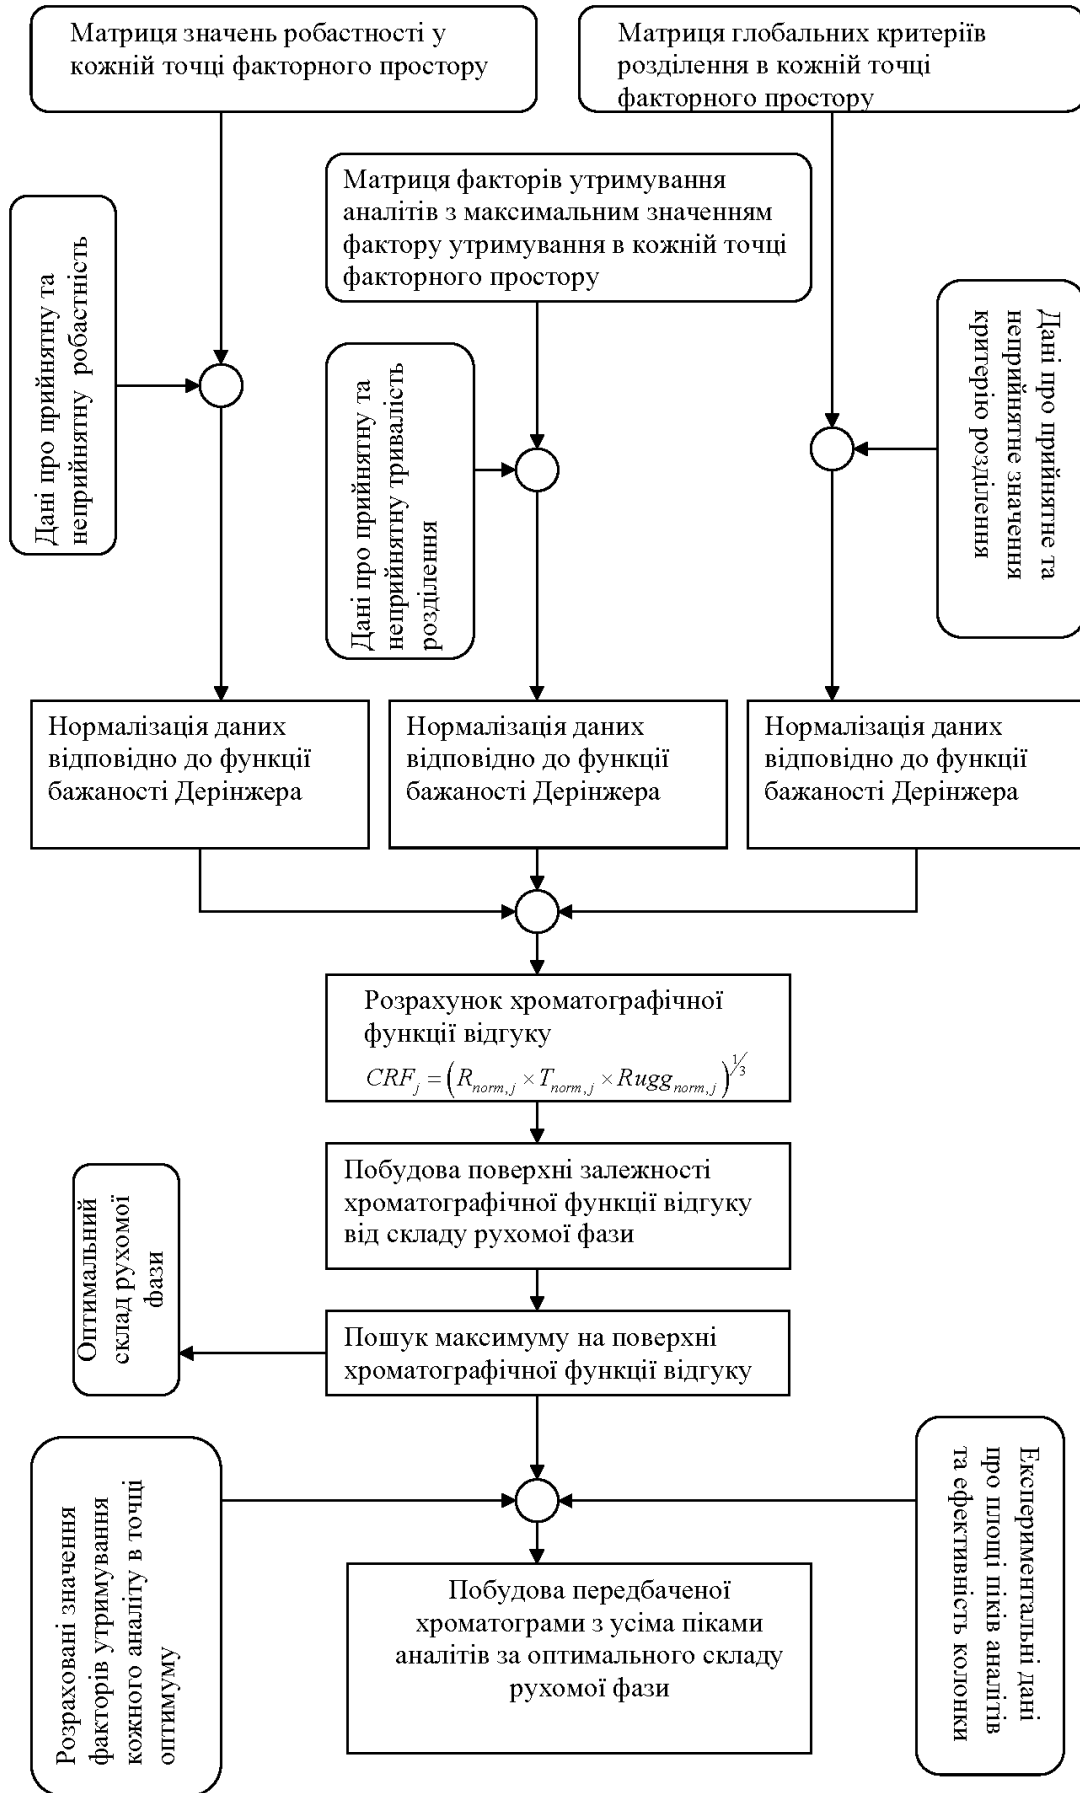 Матриця значень робастності у
кожній точці факторного простору
Матриця глобальних критеріїв
розділення в кожній точці
факторного простору
Матриця факторів утримування
аналітів з максимальним значенням
фактору утримування в кожній точці
факторного простору
Дані про прийнятну та
неприйнятну робастність
Дані про прийнятну та
неприйнятну тривалість
розділення
Дані про прийнятне та
неприйнятне значення
критерію розділення
Нормалізація даних
відповідно до функції
бажаності Дерінжера
Нормалізація даних
відповідно до функції
бажаності Дерінжера
Нормалізація даних
відповідно до функції
бажаності Дерінжера
Розрахунок хроматографічної
функції відгуку
CRF_j = (R_{norm,j} × T_{norm,j} × Rugg_{norm,j})^{1/3}
Побудова поверхні залежності
хроматографічної функції відгуку
від складу рухомої фази
Оптимальний
склад рухомої
фази
Пошук максимуму на поверхні
хроматографічної функції відгуку
Розраховані значення
факторів утримування
кожного аналіту в точці
оптимуму
Експериментальні дані
про площі піків аналітів
та ефективність колонки
Побудова передбаченої
хроматограми з усіма піками
аналітів за оптимального складу
рухомої фази